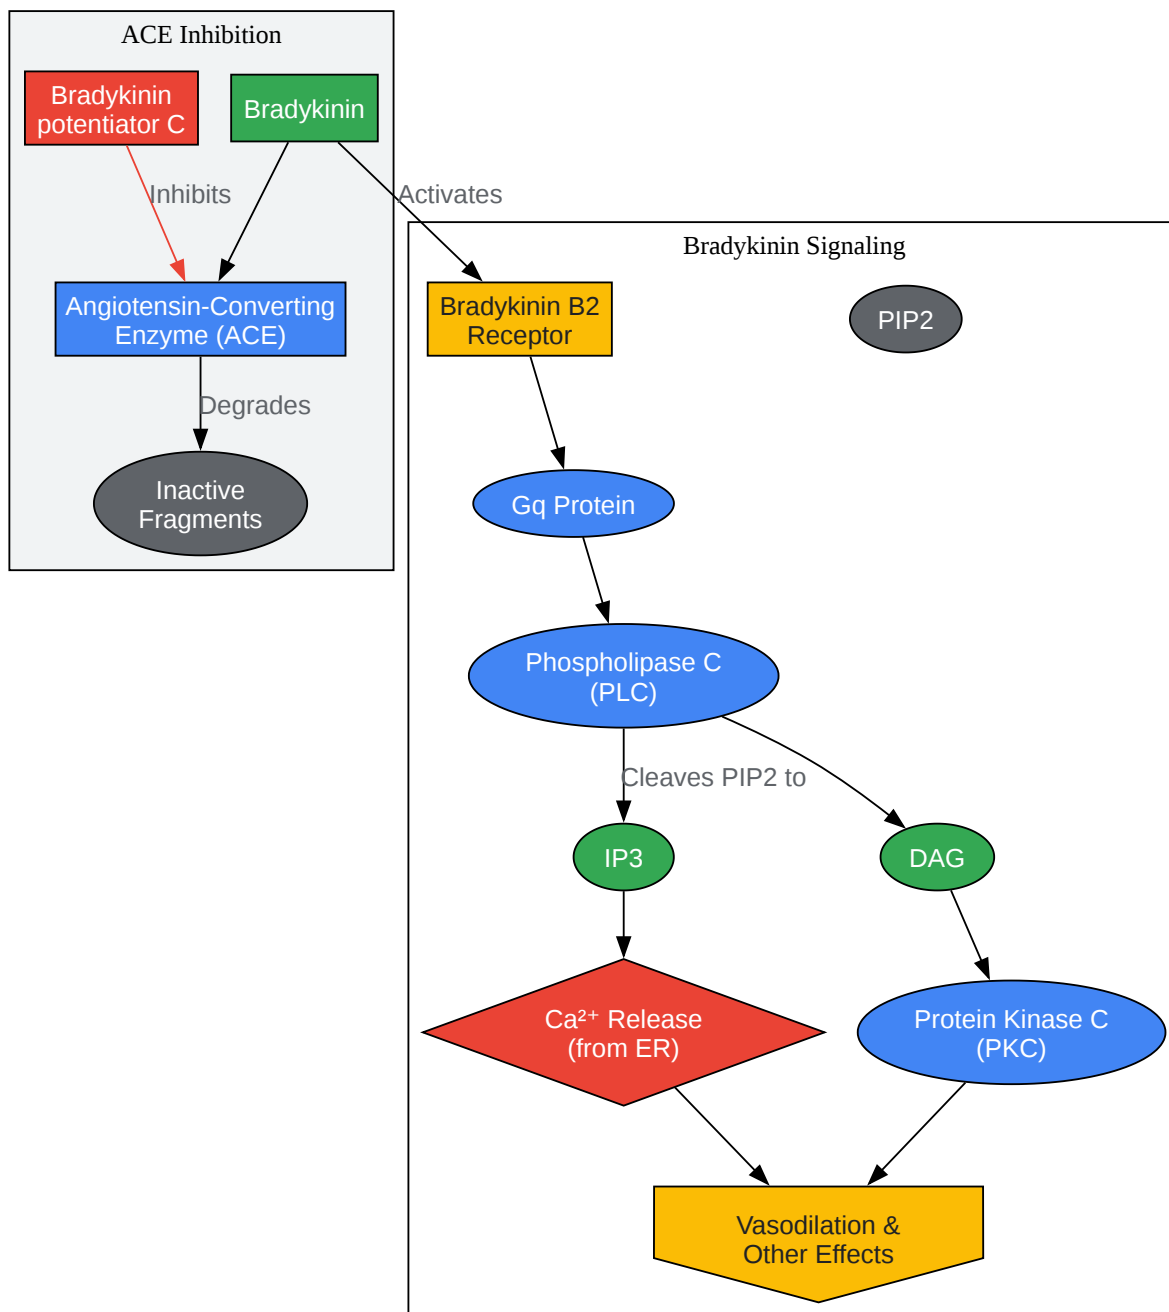 ACE Inhibition
Bradykinin
potentiator C
Bradykinin
Inhibits
Activates
Bradykinin Signaling
Angiotensin-Converting
Enzyme (ACE)
Bradykinin B2
Receptor
PIP2
Degrades
Inactive
Fragments
Gq Protein
Phospholipase C
(PLC)
Cleaves PIP2 to
IP3
DAG
Ca²⁺ Release
(from ER)
Protein Kinase C
(PKC)
Vasodilation &
Other Effects